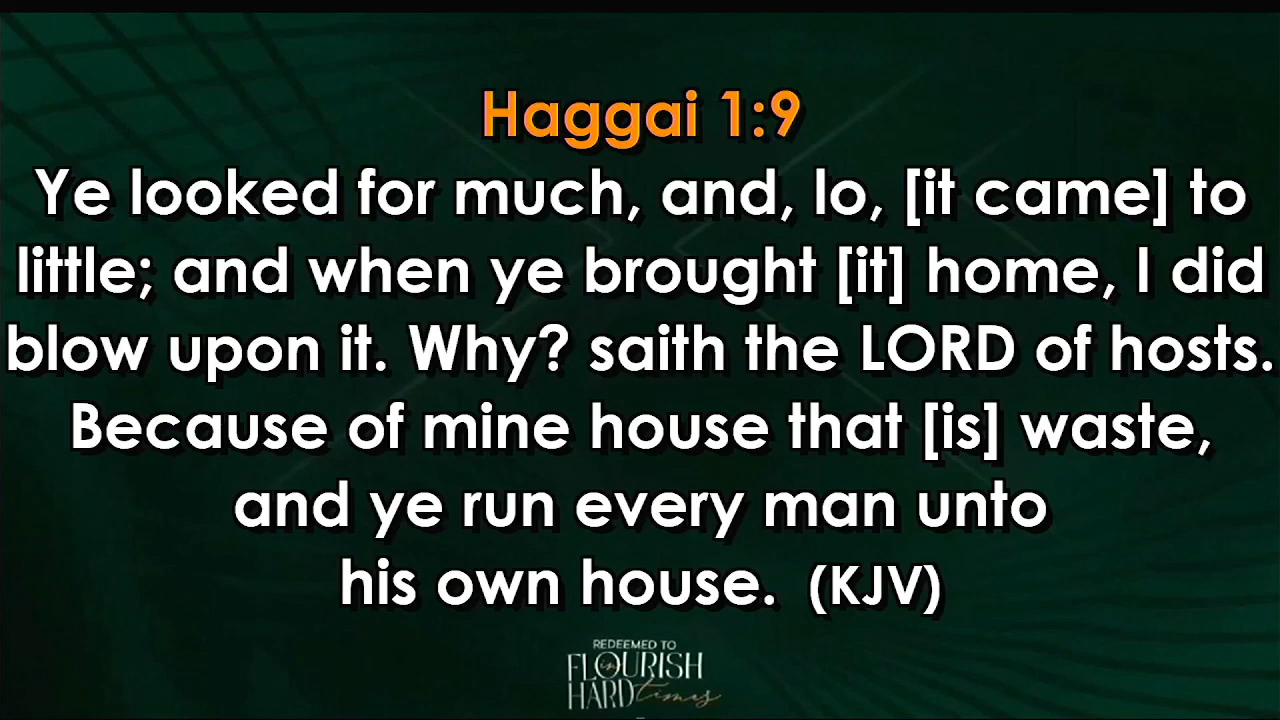 Haggai 1:9
Ye looked for much, and, lo, [it came] to
little; and when ye brought [it] home, I did
blow upon it. Why? saith the LORD of hosts.
Because of mine house that [is] waste,
and ye run every man unto
his own house. (KJV)
REDEEMED TO
FLOURISH
in
HARD times